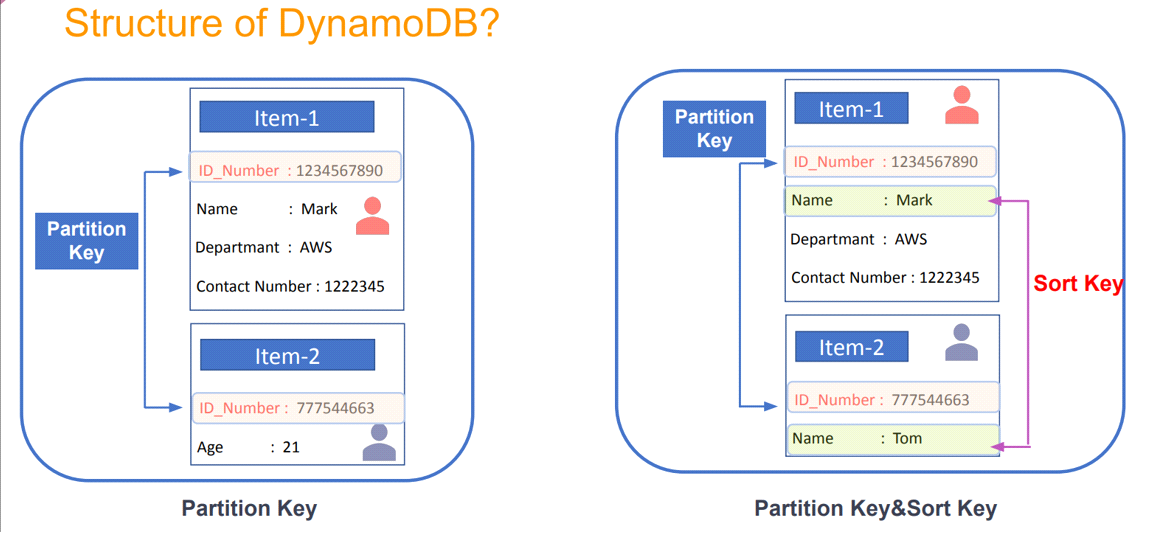 Structure of DynamoDB?
Item-1
ID_Number : 1234567890
Name : Mark
Departmant : AWS
Contact Number : 1222345
Partition
Key
Item-2
ID_Number : 777544663
Age : 21
Partition Key
Partition
Key
Item-1
ID_Number : 1234567890
Name : Mark
Departmant : AWS
Contact Number : 1222345
Sort Key
Item-2
ID_Number : 777544663
Name : Tom
Partition Key&Sort Key